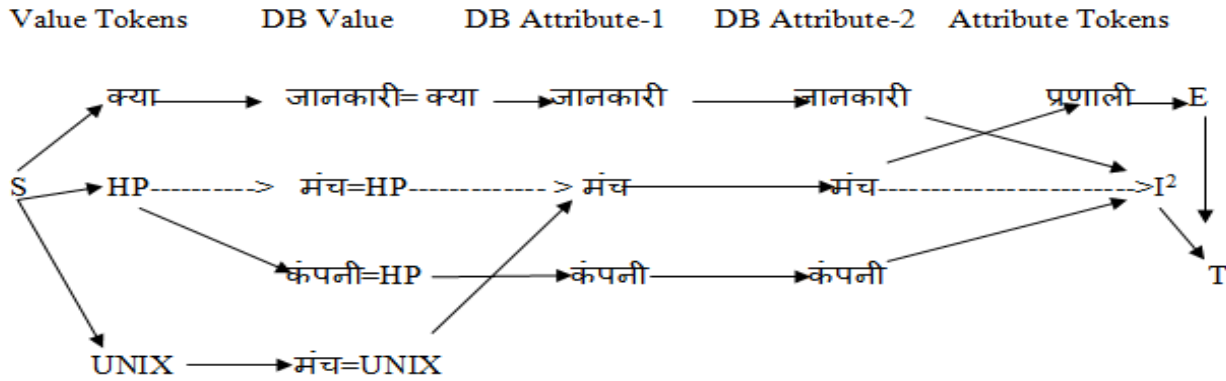 Value Tokens DB Value DB Attribute-1 DB Attribute-2 Attribute Tokens
क्या जानकारी= क्या जानकारी जानकारी प्रणाली E
S HP मंच=HP मंच मंच I²
कंपनी=HP कंपनी कंपनी T
UNIX मंच=UNIX